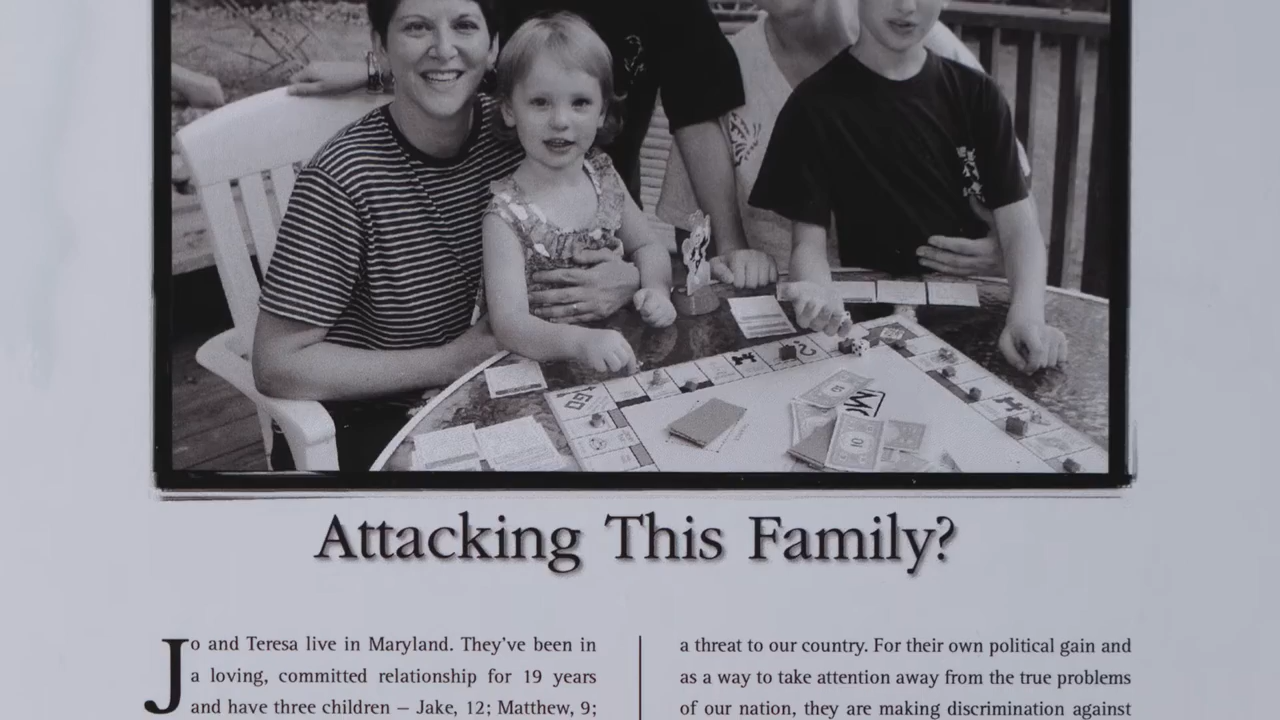 GO
10
Attacking This Family?
Jo and Teresa live in Maryland. They've been in
a loving, committed relationship for 19 years
and have three children – Jake, 12; Matthew, 9;
a threat to our country. For their own political gain and
as a way to take attention away from the true problems
of our nation, they are making discrimination against